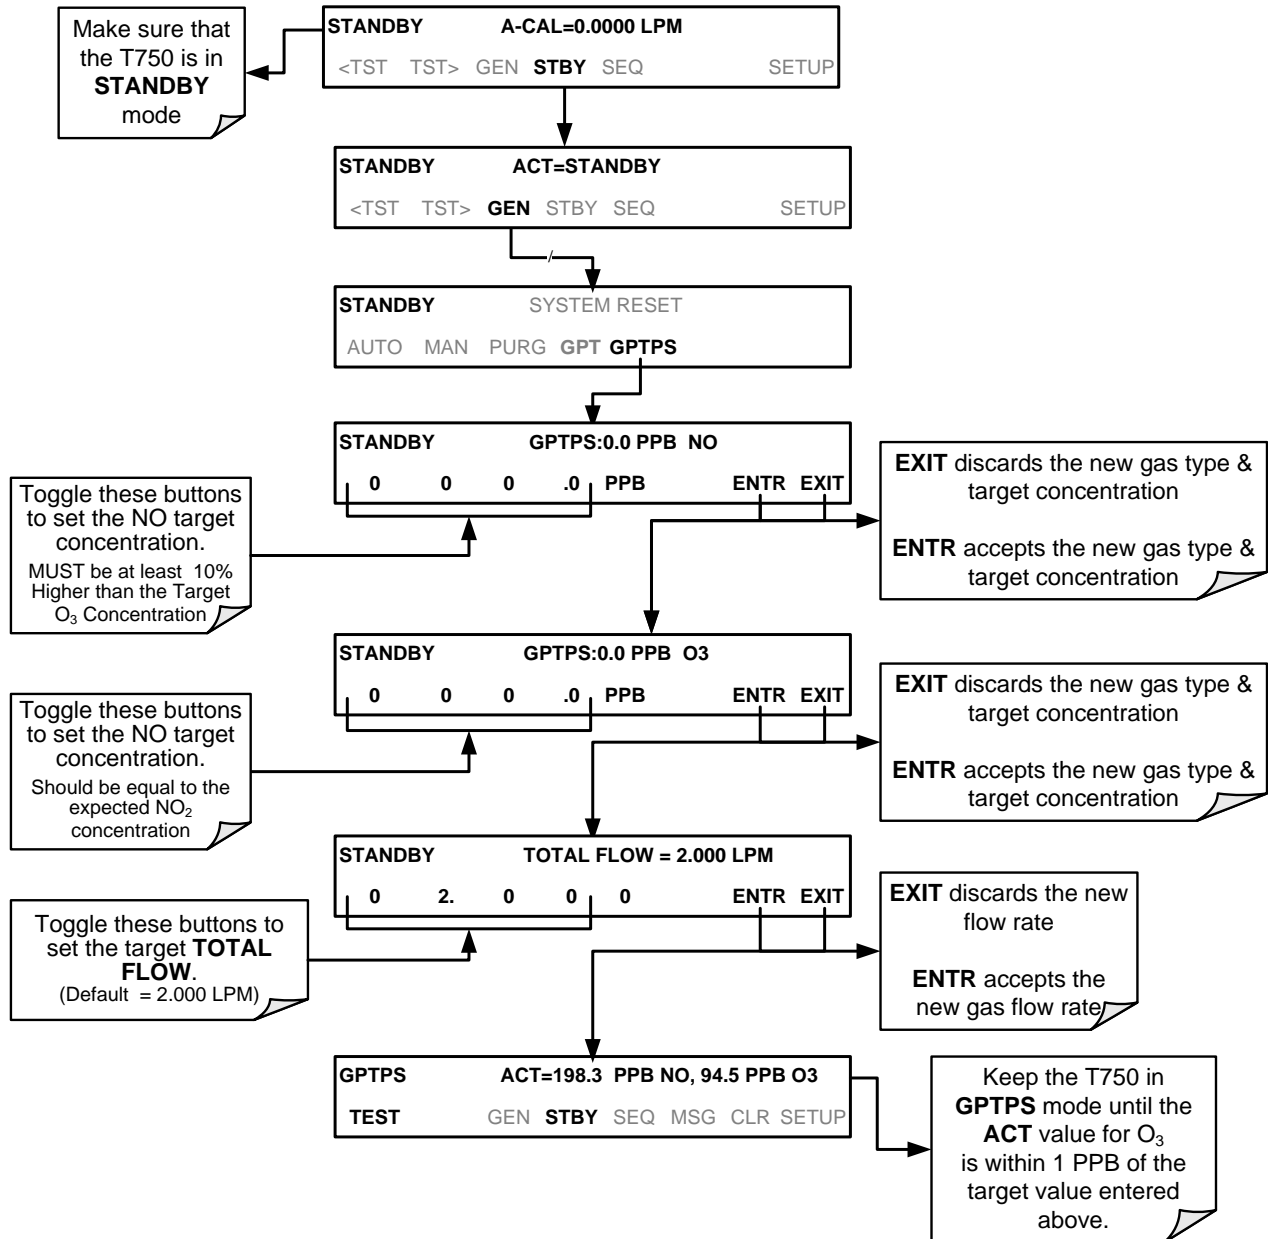 Make sure that
the T750 is in
STANDBY
mode
STANDBY A-CAL=0.0000 LPM
<TST TST> GEN STBY SEQ SETUP
STANDBY ACT=STANDBY
<TST TST> GEN STBY SEQ SETUP
STANDBY SYSTEM RESET
AUTO MAN PURG GPT GPTPS
STANDBY GPTPS:0.0 PPB NO
0 0 0 .0 PPB ENTR EXIT
Toggle these buttons
to set the NO target
concentration.
MUST be at least 10%
Higher than the Target
O3 Concentration
EXIT discards the new gas type &
target concentration
ENTR accepts the new gas type &
target concentration
STANDBY GPTPS:0.0 PPB O3
0 0 0 .0 PPB ENTR EXIT
Toggle these buttons
to set the NO target
concentration.
Should be equal to the
expected NO2
concentration
EXIT discards the new gas type &
target concentration
ENTR accepts the new gas type &
target concentration
STANDBY TOTAL FLOW = 2.000 LPM
0 2. 0 0 0 ENTR EXIT
Toggle these buttons to
set the target TOTAL
FLOW.
(Default = 2.000 LPM)
EXIT discards the new
flow rate
ENTR accepts the
new gas flow rate
GPTPS ACT=198.3 PPB NO, 94.5 PPB O3
TEST GEN STBY SEQ MSG CLR SETUP
Keep the T750 in
GPTPS mode until the
ACT value for O3
is within 1 PPB of the
target value entered
above.